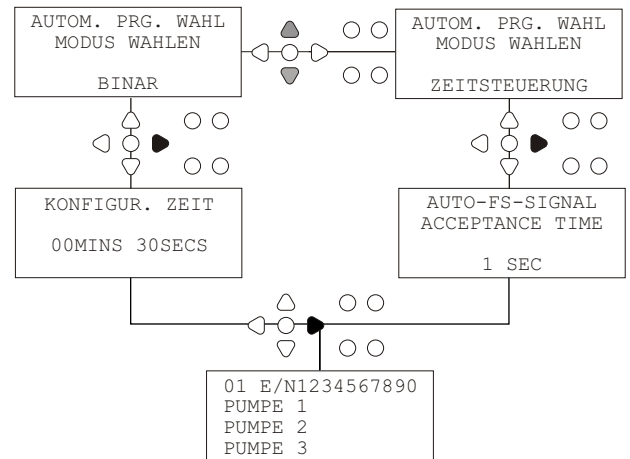 AUTOM. PRG. WAHL
MODUS WAHLEN
BINAR
AUTOM. PRG. WAHL
MODUS WAHLEN
ZEITSTEUERUNG
KONFIGUR. ZEIT
00MINS 30SECS
AUTO-FS-SIGNAL
ACCEPTANCE TIME
1 SEC
01 E/N1234567890
PUMPE 1
PUMPE 2
PUMPE 3